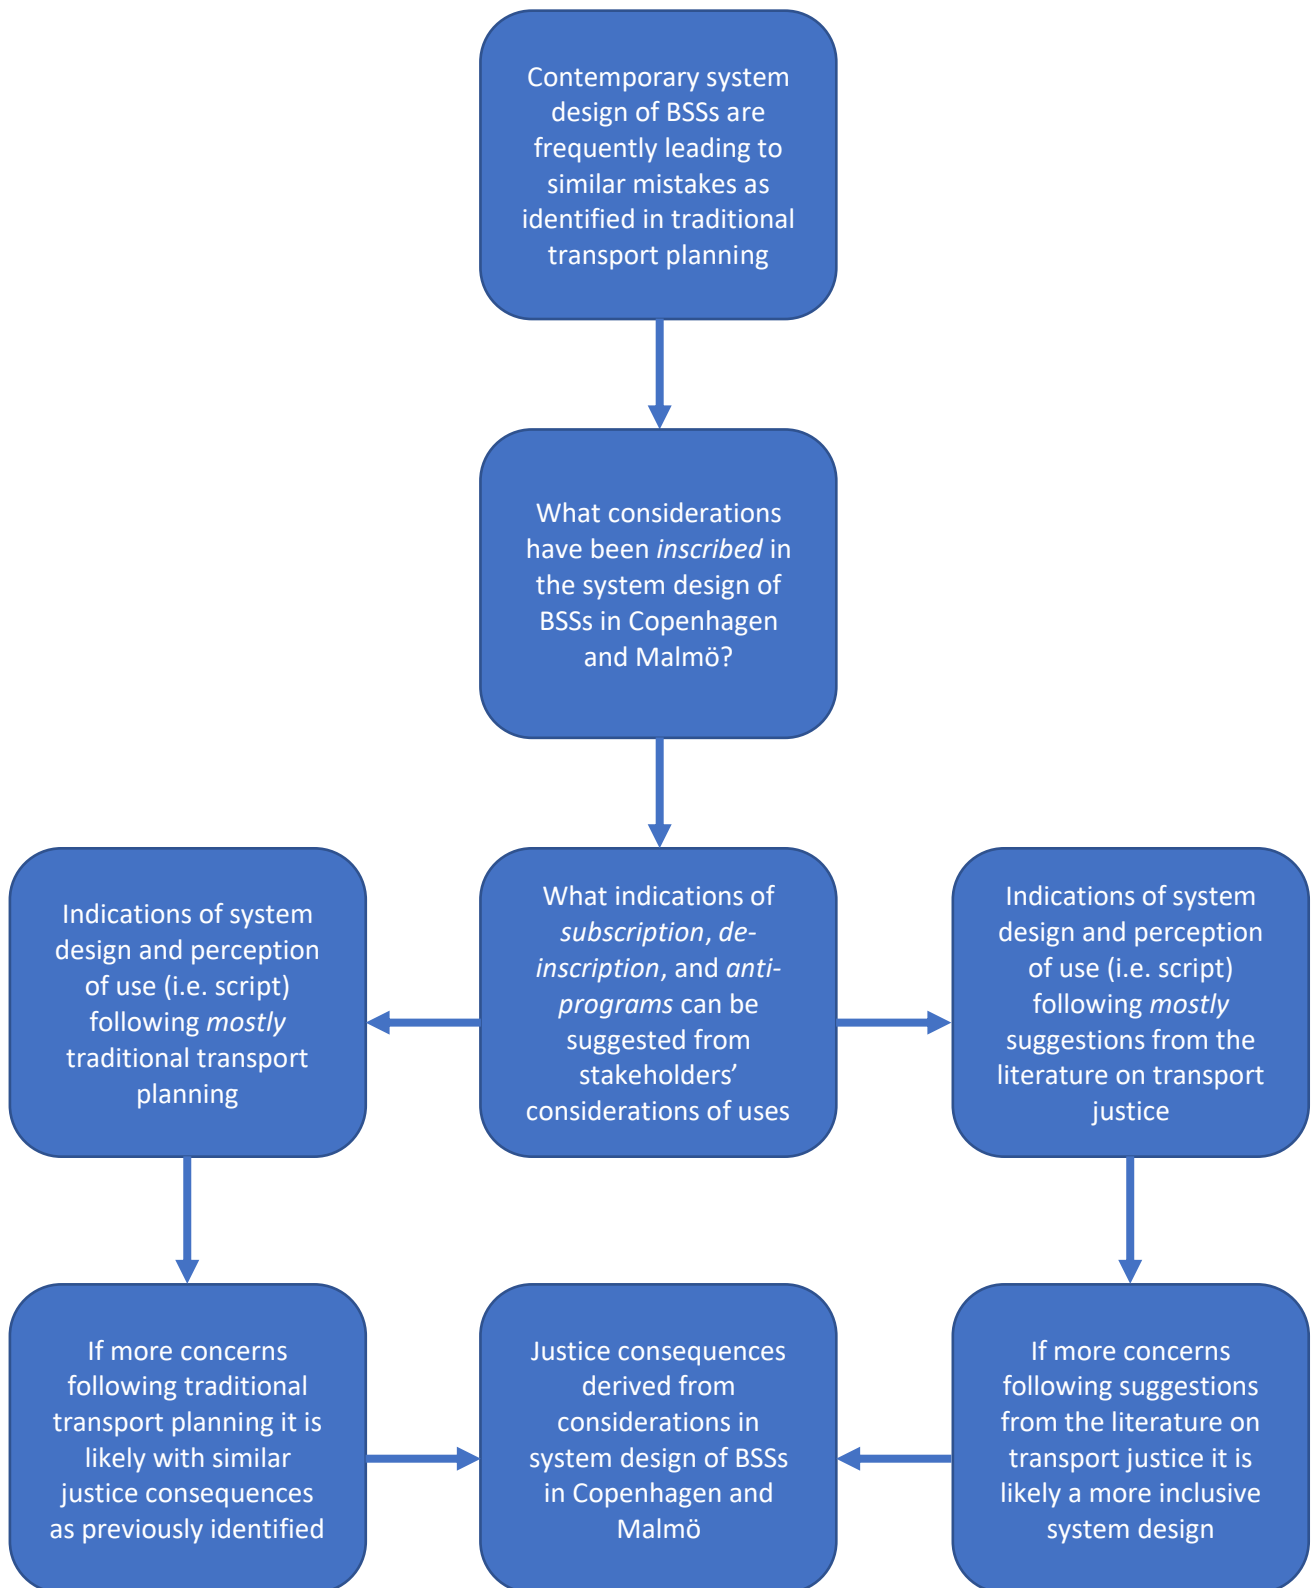 Contemporary system
design of BSSs are
frequently leading to
similar mistakes as
identified in traditional
transport planning
What considerations
have been inscribed in
the system design of
BSSs in Copenhagen
and Malmö?
Indications of system
design and perception
of use (i.e. script)
following mostly
traditional transport
planning
What indications of
subscription, de-
inscription, and anti-
programs can be
suggested from
stakeholders’
considerations of uses
Indications of system
design and perception
of use (i.e. script)
following mostly
suggestions from the
literature on transport
justice
If more concerns
following traditional
transport planning it is
likely with similar
justice consequences
as previously identified
Justice consequences
derived from
considerations in
system design of BSSs
in Copenhagen and
Malmö
If more concerns
following suggestions
from the literature on
transport justice it is
likely a more inclusive
system design